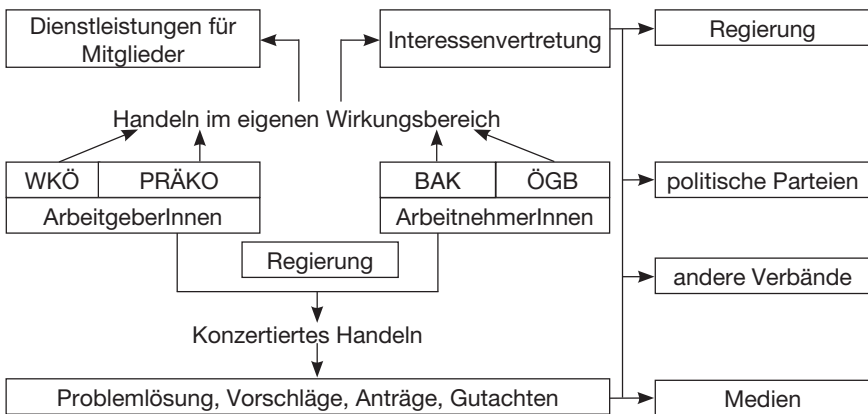 Dienstleistungen für
Mitglieder
Interessenvertretung
Regierung
Handeln im eigenen Wirkungsbereich
WKÖ
PRÄKO
BAK
ÖGB
politische Parteien
ArbeitgeberInnen
ArbeitnehmerInnen
Regierung
andere Verbände
Konzertiertes Handeln
Problemlösung, Vorschläge, Anträge, Gutachten
Medien